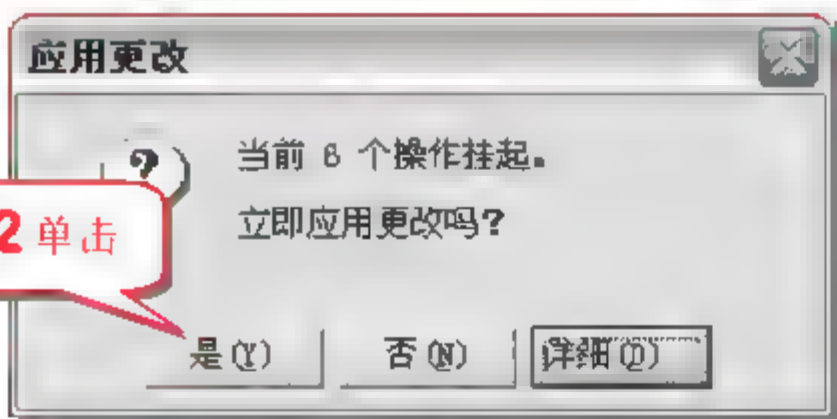 应用更改
当前 6 个操作挂起。
立即应用更改吗?
2 单击
是(Y)
否(N)
详细(D)